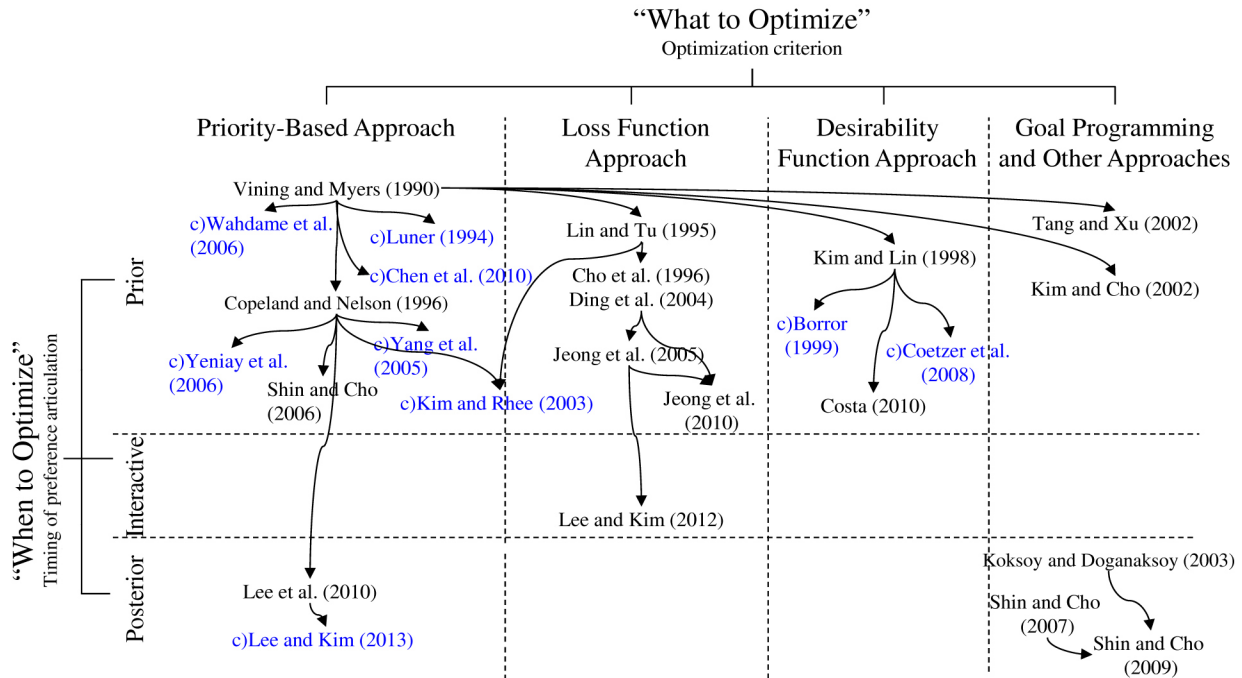 “What to Optimize”
Optimization criterion
Priority-Based Approach
Loss Function
Approach
Desirability
Function Approach
Goal Programming
and Other Approaches
“When to Optimize”
Timing of preference articulation
Prior
Vining and Myers (1990)
c)Wahdame et al.
(2006)
c)Luner (1994)
c)Chen et al. (2010)
Copeland and Nelson (1996)
c)Yeniay et al.
(2006)
Shin and Cho
(2006)
c)Yang et al.
(2005)
c)Kim and Rhee (2003)
Lin and Tu (1995)
Cho et al. (1996)
Ding et al. (2004)
Jeong et al. (2005)
Jeong et al.
(2010)
Kim and Lin (1998)
c)Borror
(1999)
c)Coetzer et al.
(2008)
Costa (2010)
Tang and Xu (2002)
Kim and Cho (2002)
Interactive
Lee and Kim (2012)
Posterior
Lee et al. (2010)
c)Lee and Kim (2013)
Koksoy and Doganaksoy (2003)
Shin and Cho
(2007)
Shin and Cho
(2009)